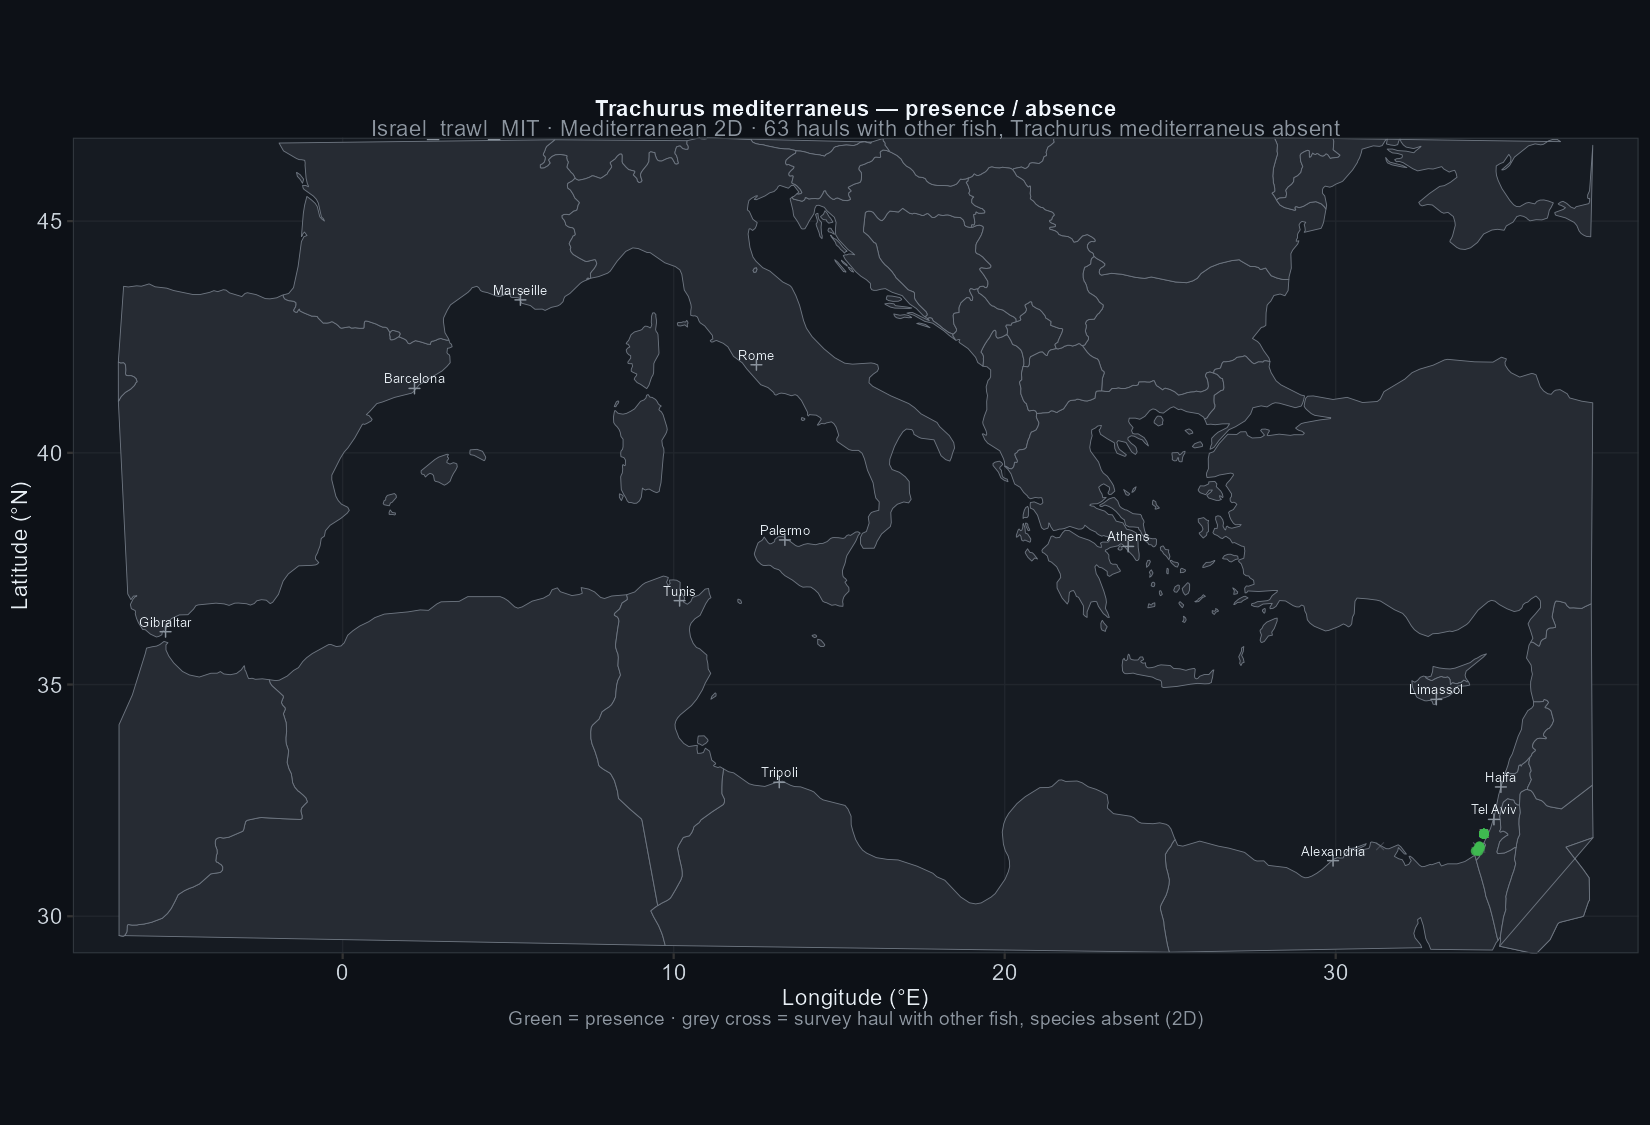 Trachurus mediterraneus — presence / absence
Israel_trawl_MIT · Mediterranean 2D · 63 hauls with other fish, Trachurus mediterraneus absent
45
Marseille
Rome
Barcelona
40
Palermo
Athens
Tunis
Gibraltar
35
Limassol
Tripoli
Haifa
Tel Aviv
Alexandria
30
0
10
20
30
Latitude (°N)
Longitude (°E)
Green = presence · grey cross = survey haul with other fish, species absent (2D)